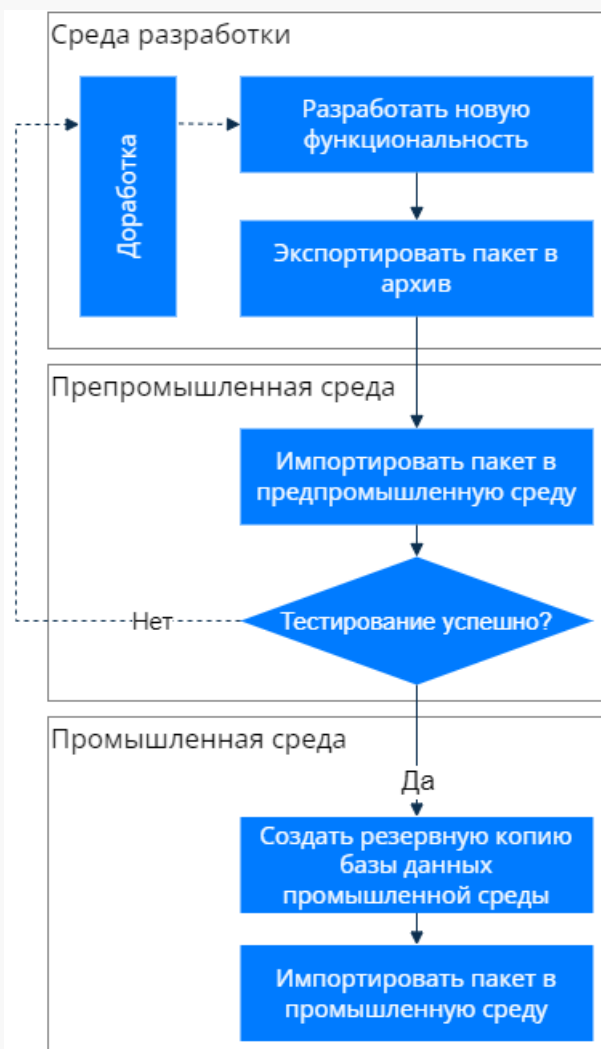 Среда разработки
Разработать новую
функциональность
Доработка
Экспортировать пакет в
архив
Препромышленная среда
Импортировать пакет в
предпромышленную среду
Нет
Тестирование успешно?
Промышленная среда
Да
Создать резервную копию
базы данных
промышленной среды
Импортировать пакет в
промышленную среду